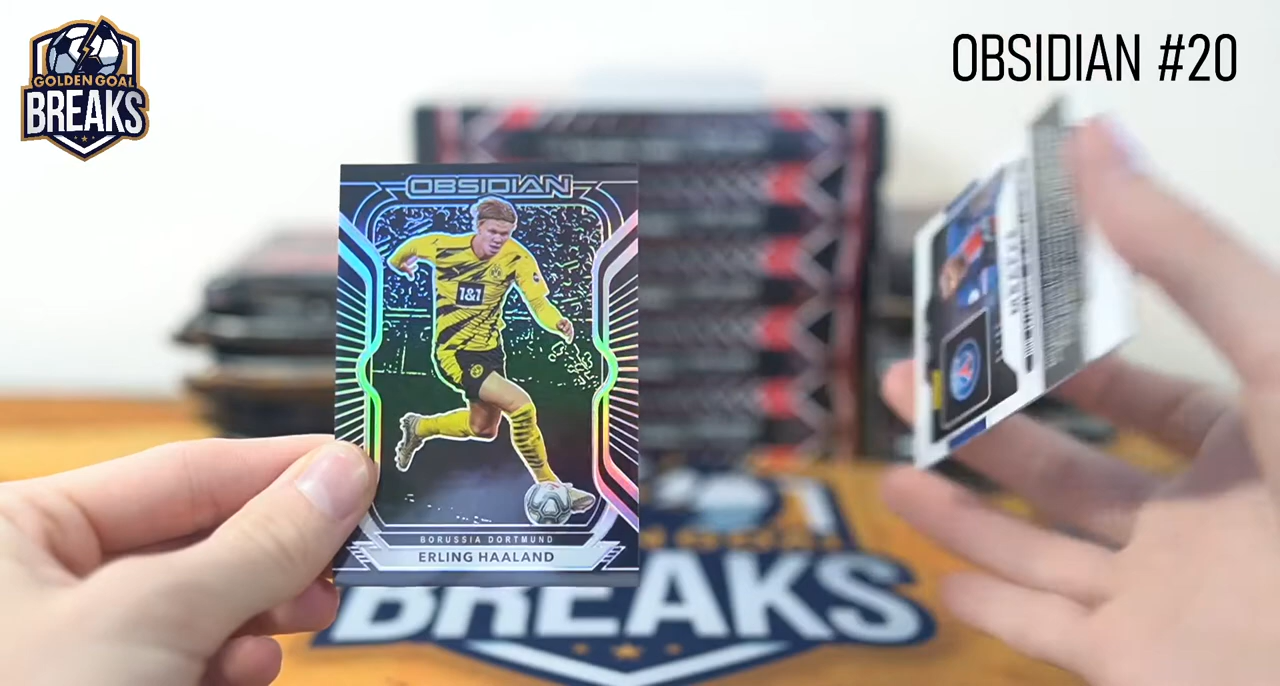 GOLDEN GOAL
BREAKS
OBSIDIAN #20
OBSIDIAN
1&1
BORUSSIA DORTMUND
ERLING HAALAND
BREAKS